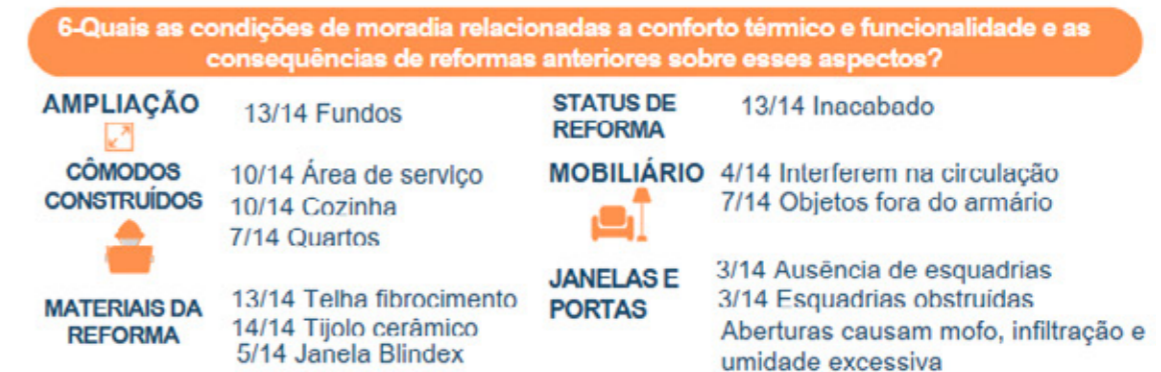 6-Quais as condições de moradia relacionadas a conforto térmico e funcionalidade e as
consequências de reformas anteriores sobre esses aspectos?
AMPLIAÇÃO
13/14 Fundos
CÔMODOS
CONSTRUÍDOS
10/14 Área de serviço
10/14 Cozinha
7/14 Quartos
MATERIAIS DA
REFORMA
13/14 Telha fibrocimento
14/14 Tijolo cerâmico
5/14 Janela Blindex
STATUS DE
REFORMA
13/14 Inacabado
MOBILIÁRIO
4/14 Interferem na circulação
7/14 Objetos fora do armário
JANELAS E
PORTAS
3/14 Ausência de esquadrias
3/14 Esquadrias obstruídas
Aberturas causam mofo, infiltração e
umidade excessiva